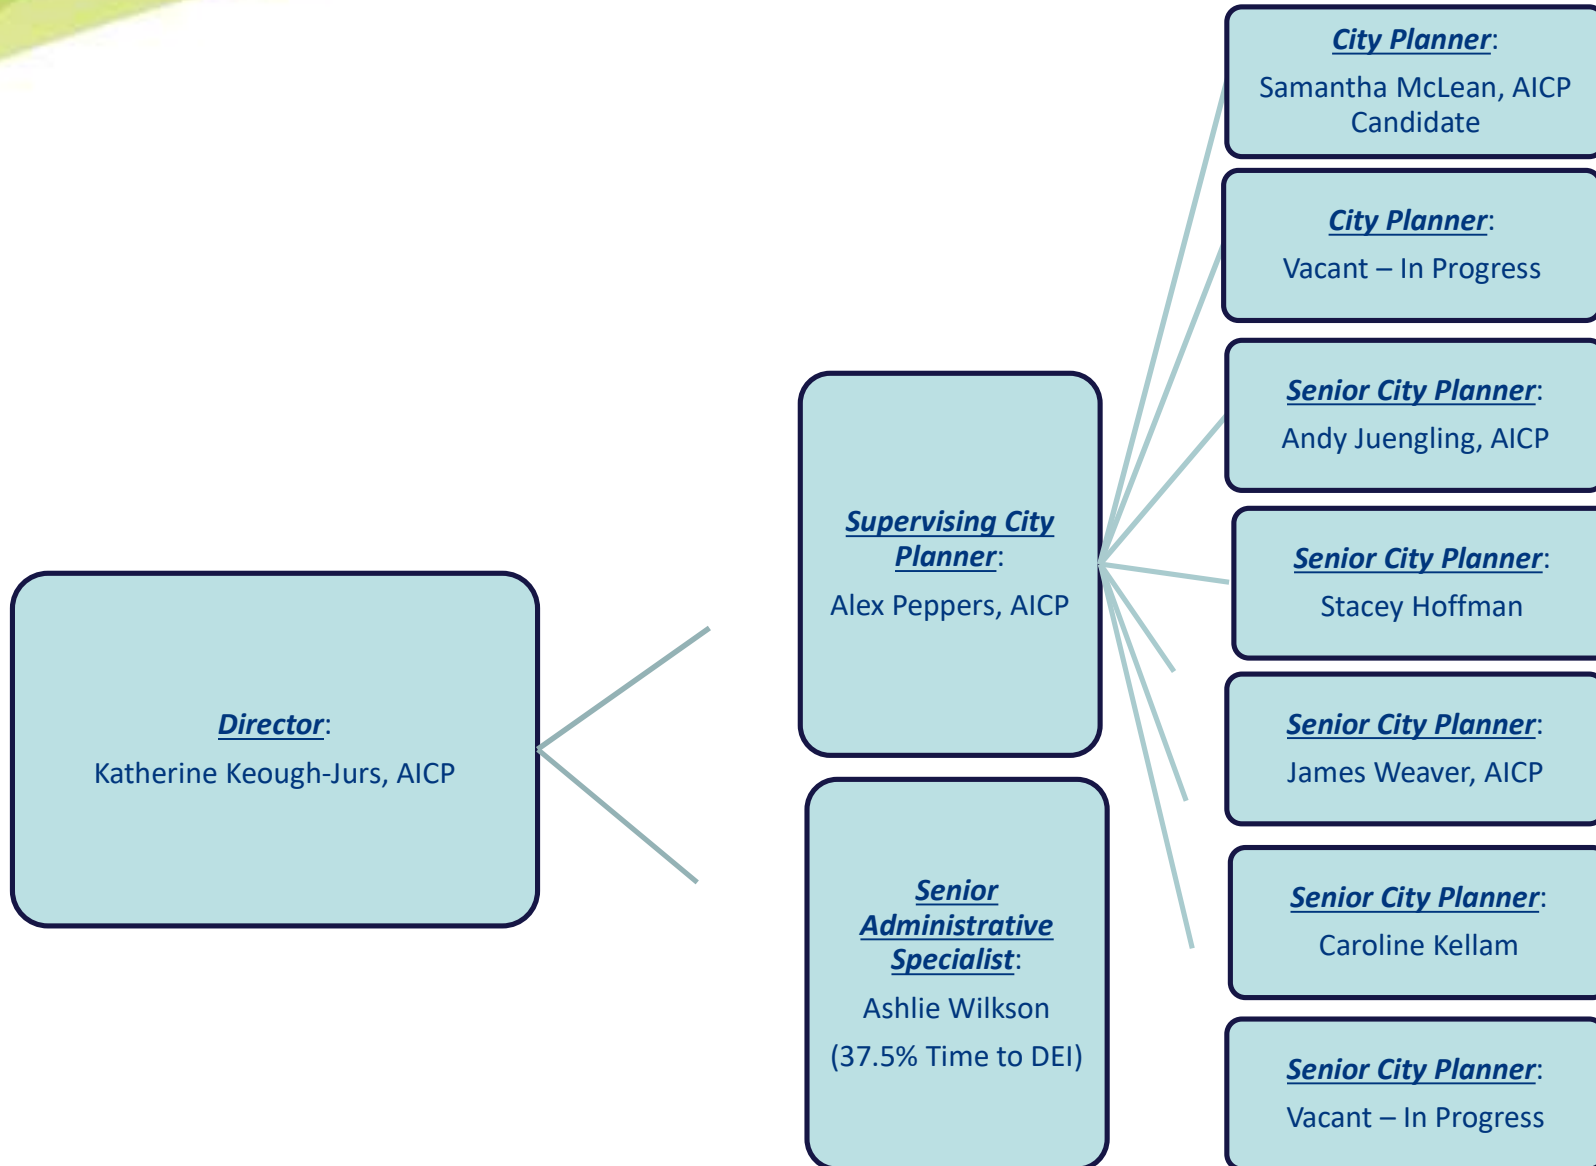 City Planner:
Samantha McLean, AICP
Candidate
City Planner:
Vacant – In Progress
Senior City Planner:
Andy Juengling, AICP
Supervising City
Planner:
Alex Peppers, AICP
Senior City Planner:
Stacey Hoffman
Director:
Katherine Keough-Jurs, AICP
Senior City Planner:
James Weaver, AICP
Senior
Administrative
Specialist:
Ashlie Wilkson
(37.5% Time to DEI)
Senior City Planner:
Caroline Kellam
Senior City Planner:
Vacant – In Progress